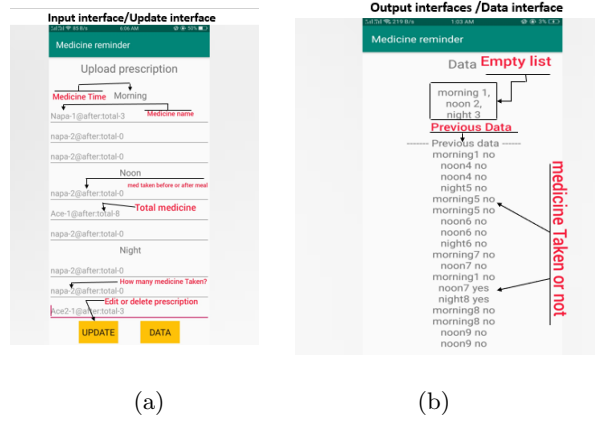 Input interface/Update interface
6:06 AM
50%
Medicine reminder
Upload prescription
Medicine Time
Morning
Napa-1@after:total-3
Medicine name
napa-2@after:total-0
napa-2@after:total-0
Noon
med taken before or after meal
napa-2@after:total-0
Total medicine
Ace-1@after:total-8
napa-2@after:total-0
Night
How many medicine Taken?
napa-2@after:total-0
napa-2@after:total-0
Edit or delete prescription
Ace2-1@after:total-3
UPDATE DATA
(a)
Output interfaces /Data interface
1:03 AM
Medicine reminder
Data Empty list
morning 1,
noon 2,
night 3
Previous Data
------ Previous data ------
morning1 no
noon4 no
noon4 no
night5 no
morning5 no
morning5 no
noon6 no
noon6 no
night6 no
morning7 no
noon7 no
morning1 no
noon7 yes
night8 yes
morning8 no
morning8 no
noon9 no
noon9 no
medicine Taken or not
(b)